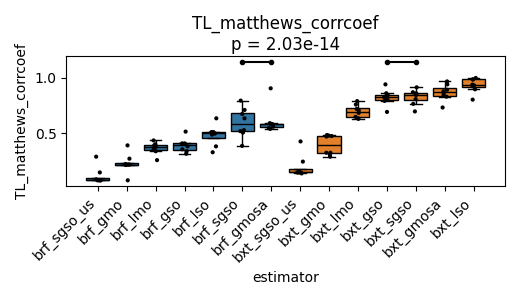 TL_matthews_corrcoef
p = 2.03e-14
TL_matthews_corrcoef
1.0
0.5
brf_sgso_us
brf_gmo
brf_lmo
brf_gso
brf_lso
brf_sgso
brf_gmosa
bxt_sgso_us
bxt_gmo
bxt_lmo
bxt_gso
bxt_sgso
bxt_gmosa
bxt_lso
estimator